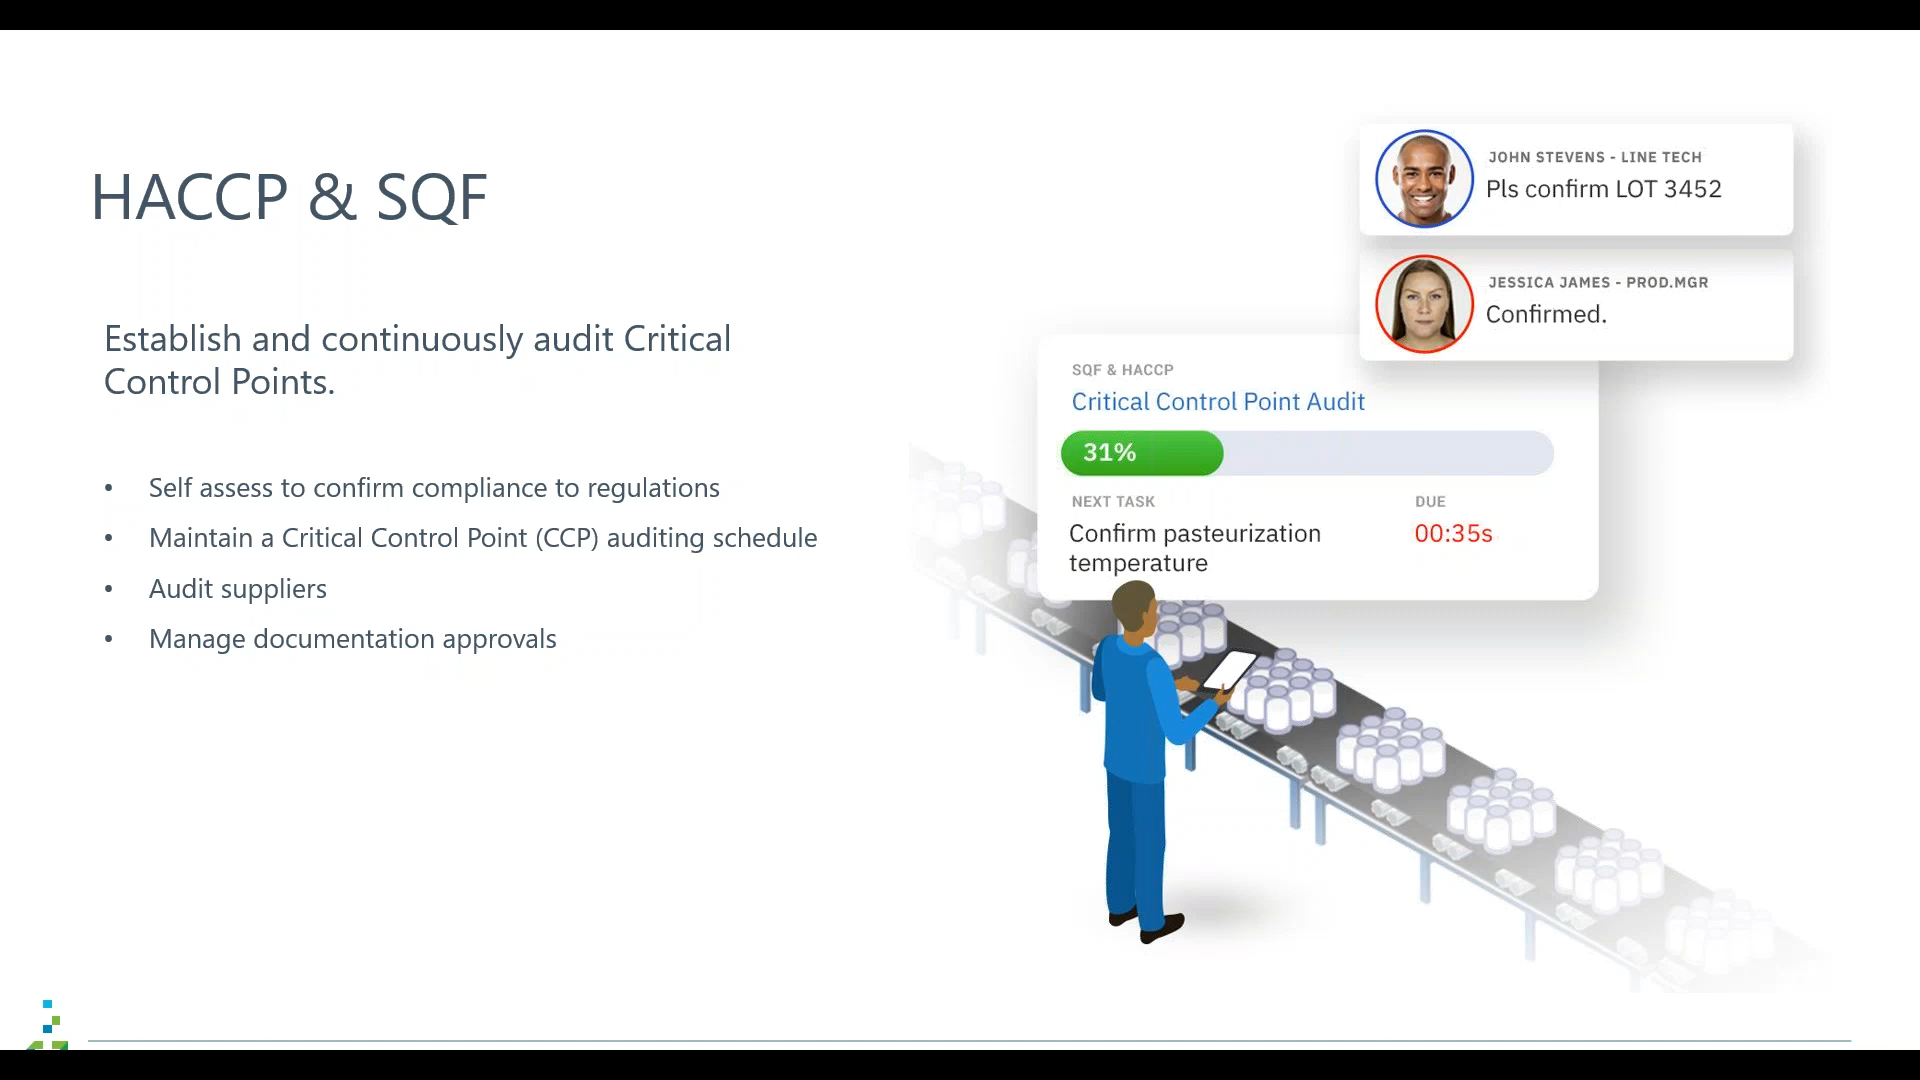 HACCP & SQF
Establish and continuously audit Critical
Control Points.
• Self assess to confirm compliance to regulations
• Maintain a Critical Control Point (CCP) auditing schedule
• Audit suppliers
• Manage documentation approvals
JOHN STEVENS - LINE TECH
Pls confirm LOT 3452
JESSICA JAMES - PROD.MGR
Confirmed.
SQF & HACCP
Critical Control Point Audit
31%
NEXT TASK
DUE
Confirm pasteurization
temperature
00:35s